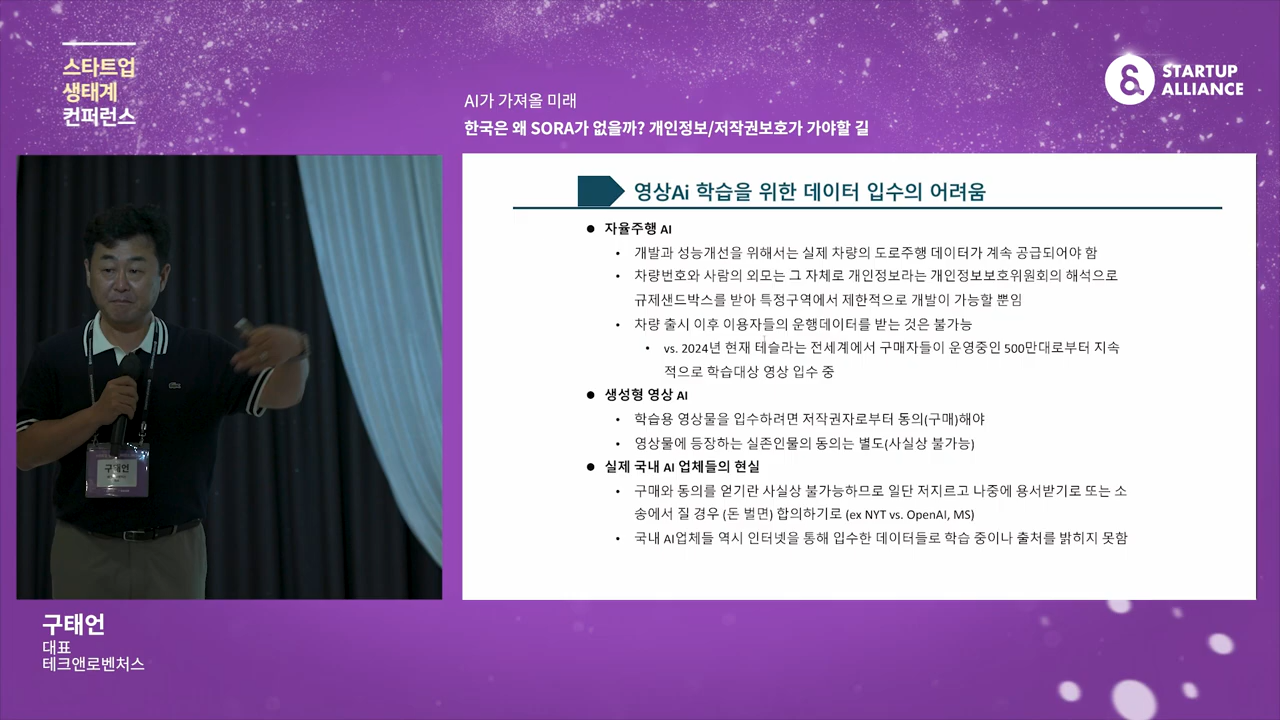 스타트업
생태계
컨퍼런스
AI가 가져올 미래
한국은 왜 SORA가 없을까? 개인정보/저작권보호가 가야할 길
STARTUP
ALLIANCE
영상Ai 학습을 위한 데이터 입수의 어려움
● 자율주행 AI
• 개발과 성능개선을 위해서는 실제 차량의 도로주행 데이터가 계속 공급되어야 함
• 차량번호와 사람의 외모는 그 자체로 개인정보라는 개인정보보호위원회의 해석으로
규제샌드박스를 받아 특정구역에서 제한적으로 개발이 가능할 뿐임
• 차량 출시 이후 이용자들의 운행데이터를 받는 것은 불가능
• vs. 2024년 현재 테슬라는 전세계에서 구매자들이 운영중인 500만대로부터 지속
적으로 학습대상 영상 입수 중
● 생성형 영상 AI
• 학습용 영상물을 입수하려면 저작권자로부터 동의(구매)해야
• 영상물에 등장하는 실존인물의 동의는 별도(사실상 불가능)
● 실제 국내 AI 업체들의 현실
• 구매와 동의를 얻기란 사실상 불가능하므로 일단 저지르고 나중에 용서받기로 또는 소
송에서 질 경우 (돈 벌면) 합의하기로 (ex NYT vs. OpenAI, MS)
• 국내 AI업체들 역시 인터넷을 통해 입수한 데이터들로 학습 중이나 출처를 밝히지 못함
구태언
구태언
대표
테크앤로벤처스